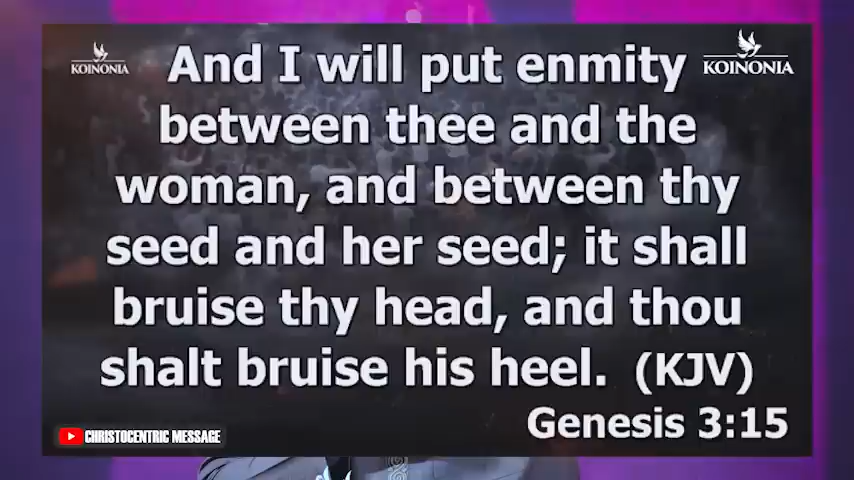 KOINONIA
KOINONIA
And I will put enmity
between thee and the
woman, and between thy
seed and her seed; it shall
bruise thy head, and thou
shalt bruise his heel. (KJV)
Genesis 3:15
CHRISTOCENTRIC MESSAGE